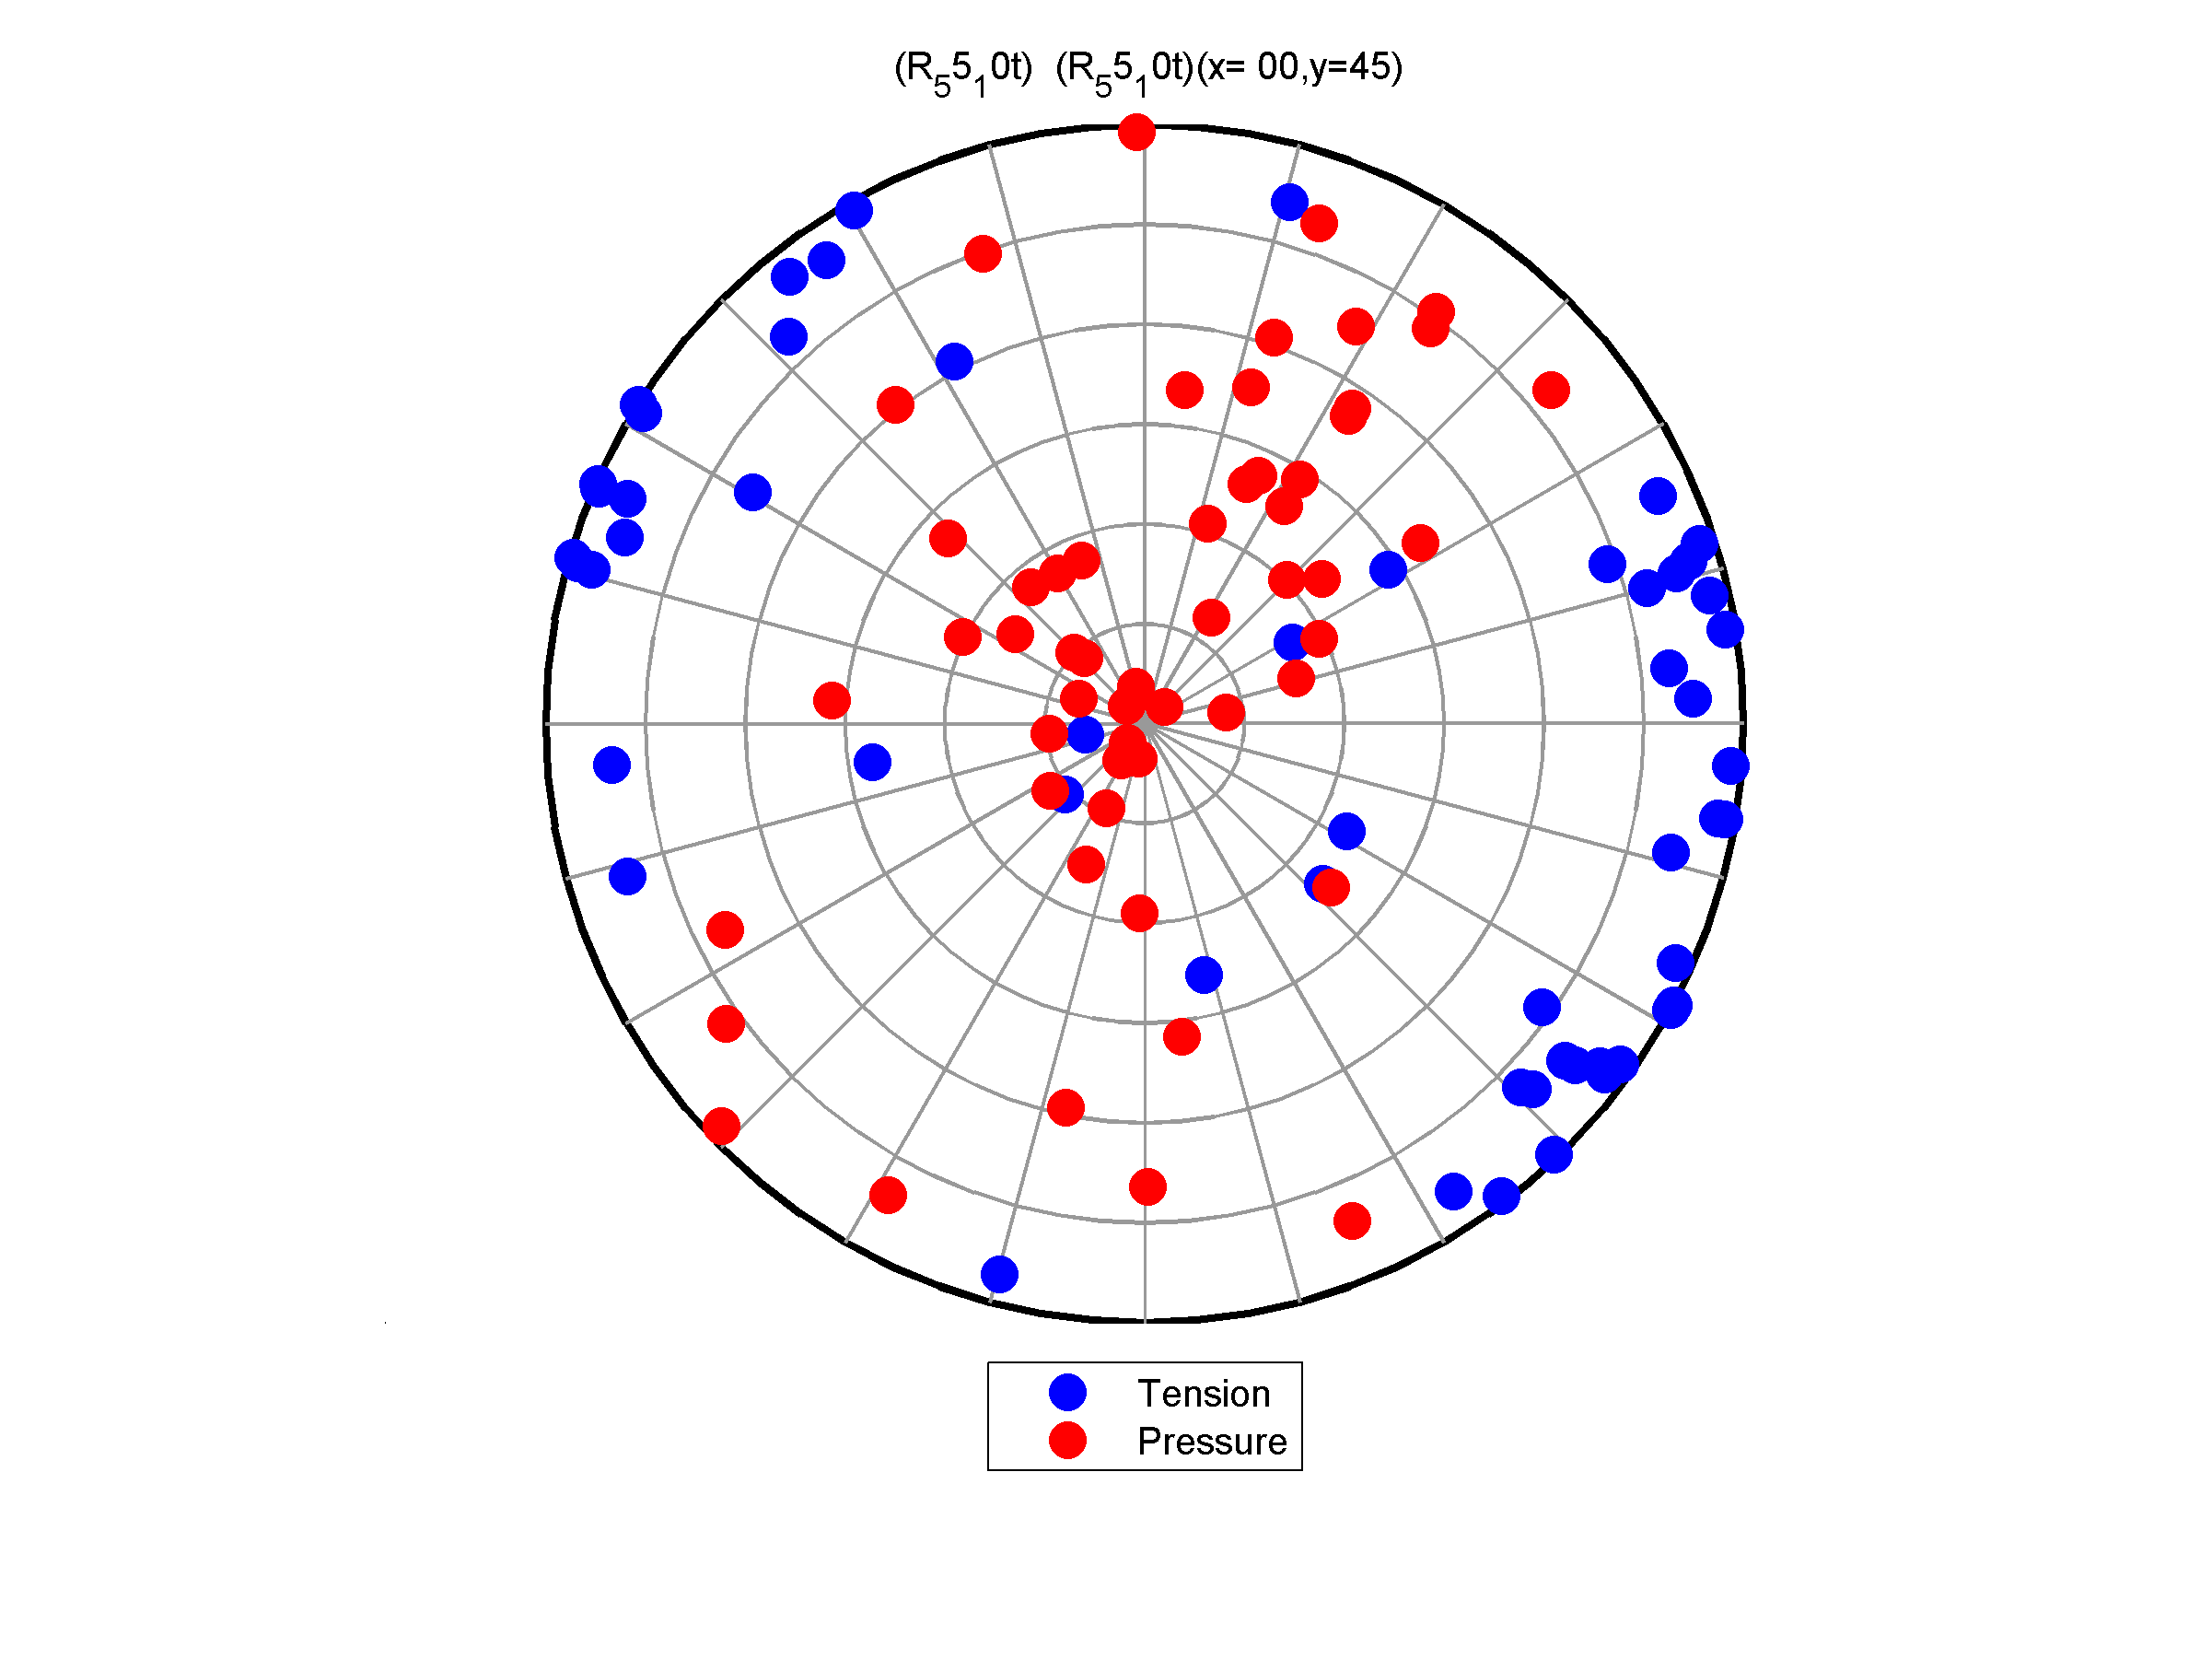 (R₅5₁0t) (R₅5₁0t)(x= 00,y=45)
Tension
Pressure